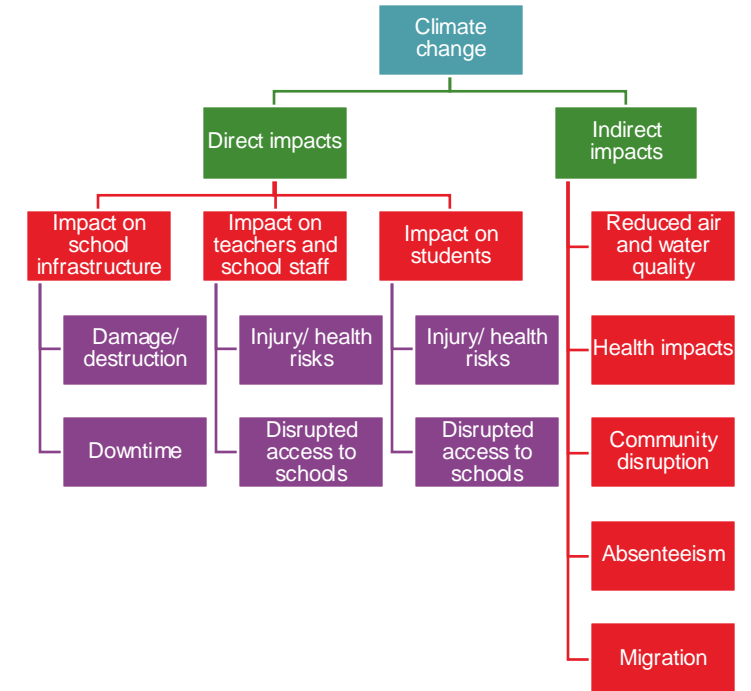 Climate
change
Direct impacts
Indirect
impacts
Impact on
school
infrastructure
Impact on
teachers and
school staff
Impact on
students
Reduced air
and water
quality
Damage/
destruction
Injury/ health
risks
Injury/ health
risks
Health impacts
Downtime
Disrupted
access to
schools
Disrupted
access to
schools
Community
disruption
Absenteeism
Migration